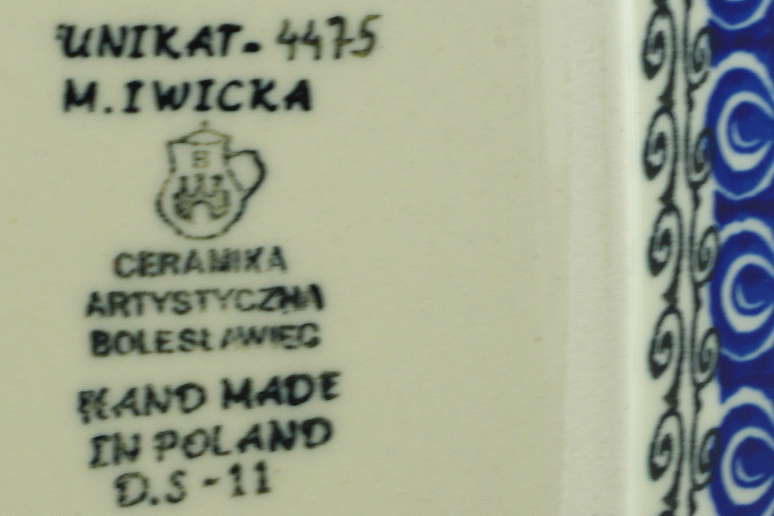 UNIKAT-4475
M.IWICKA
B
CERAMIKA
ARTYSTYCZNA
BOLESŁAWIEC
HAND MADE
IN POLAND
D.S-11